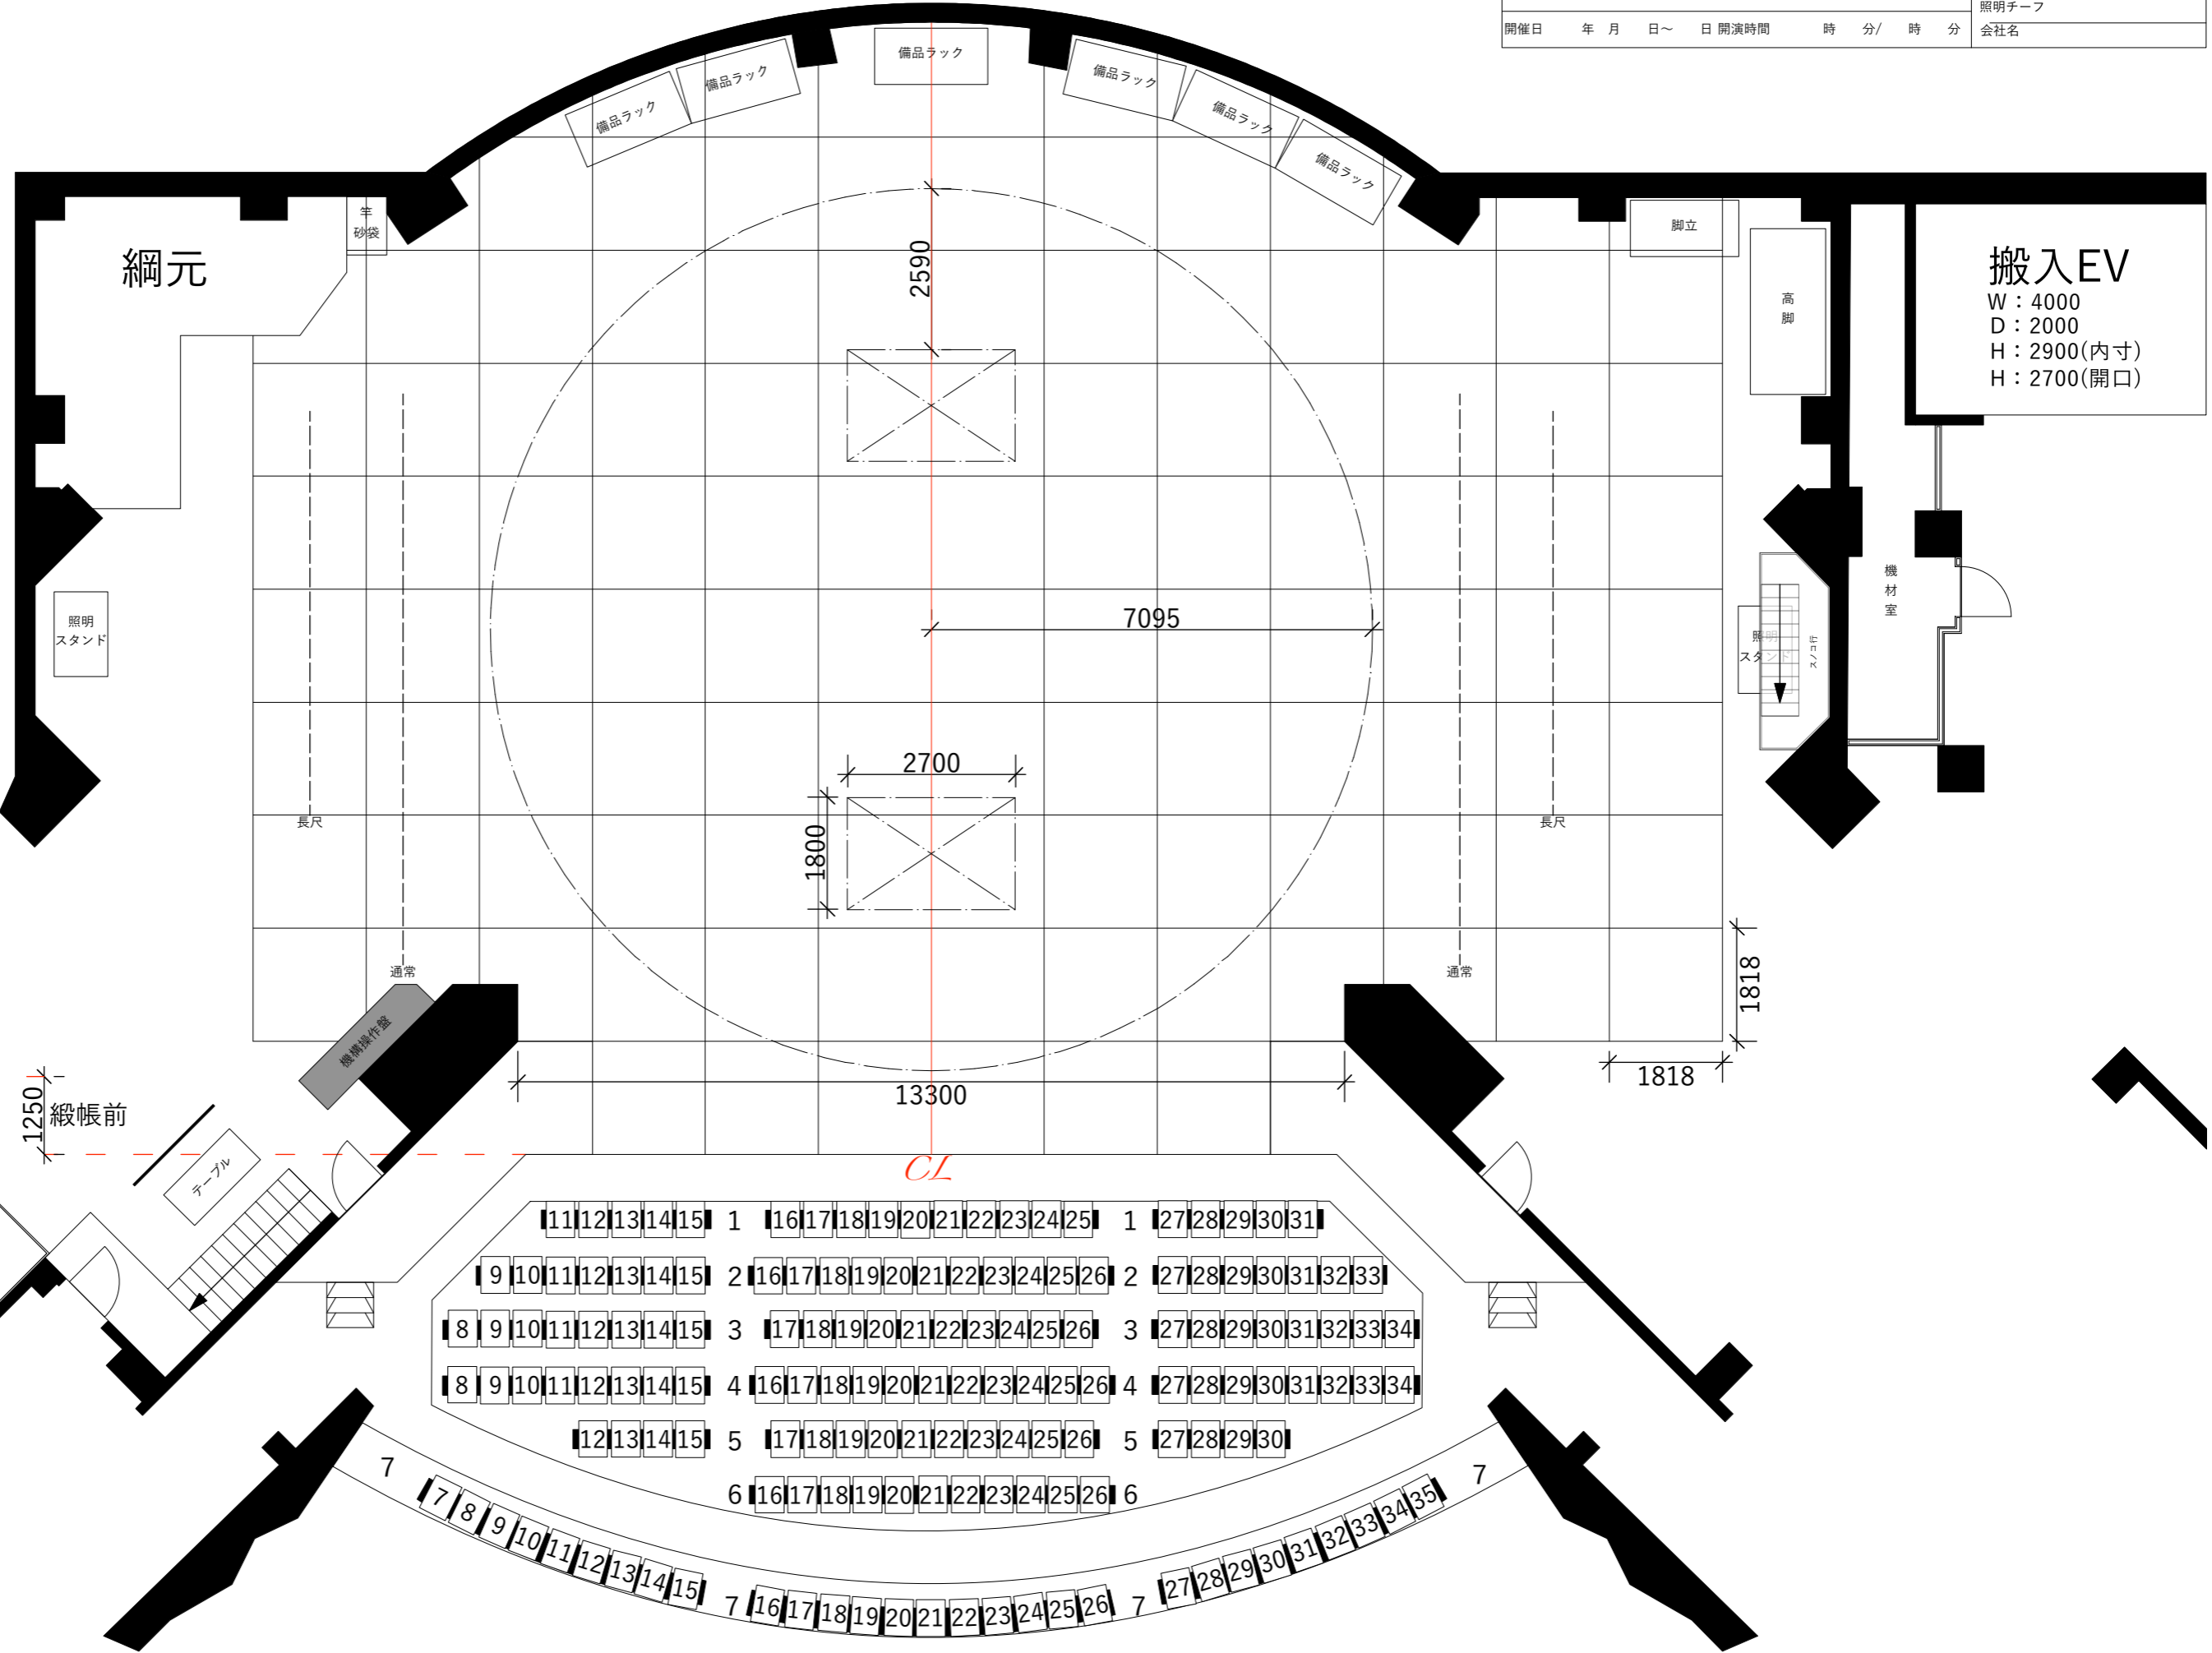 照明チーフ
開催日 年 月 日～ 日 開演時間 時 分/ 時 分
会社名
備品ラック
備品ラック
備品ラック
備品ラック
備品ラック
備品ラック
竿
砂袋
脚立
綱元
2590
高
脚
搬入EV
W：4000
D：2000
H：2900(内寸)
H：2700(開口)
機
材
室
照明
スタンド
7095
照明
スタンド
スノコ行
2700
1800
長尺
長尺
通常
通常
1818
1818
機構操作盤
13300
1250
緞帳前
テーブル
CL
11 12 13 14 15 1 16 17 18 19 20 21 22 23 24 25 1 27 28 29 30 31
9 10 11 12 13 14 15 2 16 17 18 19 20 21 22 23 24 25 26 2 27 28 29 30 31 32 33
8 9 10 11 12 13 14 15 3 17 18 19 20 21 22 23 24 25 26 3 27 28 29 30 31 32 33 34
8 9 10 11 12 13 14 15 4 16 17 18 19 20 21 22 23 24 25 26 4 27 28 29 30 31 32 33 34
12 13 14 15 5 17 18 19 20 21 22 23 24 25 26 5 27 28 29 30
6 16 17 18 19 20 21 22 23 24 25 26 6
7 7 8 9 10 11 12 13 14 15 7 16 17 18 19 20 21 22 23 24 25 26 7 27 28 29 30 31 32 33 34 35 7